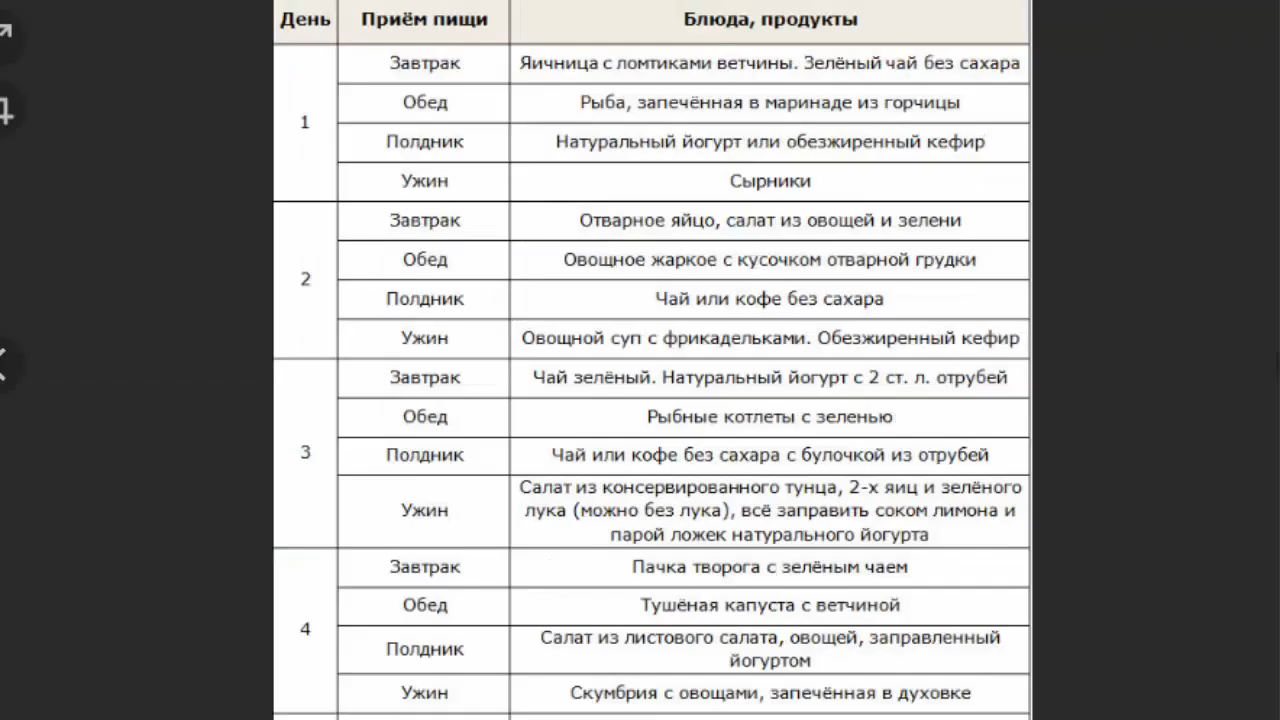 День Приём пищи Блюда, продукты
1
Завтрак Яичница с ломтиками ветчины. Зелёный чай без сахара
Обед Рыба, запечённая в маринаде из горчицы
Полдник Натуральный йогурт или обезжиренный кефир
Ужин Сырники
2
Завтрак Отварное яйцо, салат из овощей и зелени
Обед Овощное жаркое с кусочком отварной грудки
Полдник Чай или кофе без сахара
Ужин Овощной суп с фрикадельками. Обезжиренный кефир
3
Завтрак Чай зелёный. Натуральный йогурт с 2 ст. л. отрубей
Обед Рыбные котлеты с зеленью
Полдник Чай или кофе без сахара с булочкой из отрубей
Ужин Салат из консервированного тунца, 2-х яиц и зелёного
лука (можно без лука), всё заправить соком лимона и
парой ложек натурального йогурта
4
Завтрак Пачка творога с зелёным чаем
Обед Тушёная капуста с ветчиной
Полдник Салат из листового салата, овощей, заправленный
йогуртом
Ужин Скумбрия с овощами, запечённая в духовке